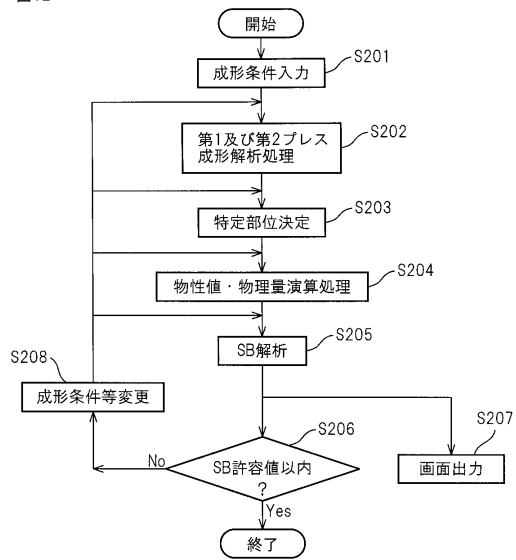 開始
成形条件入力
S201
第1及び第2プレス
成形解析処理
S202
特定部位決定
S203
物性値・物理量演算処理
S204
SB解析
S205
S208
成形条件等変更
S206
SB許容値以内
?
No
Yes
S207
画面出力
終了